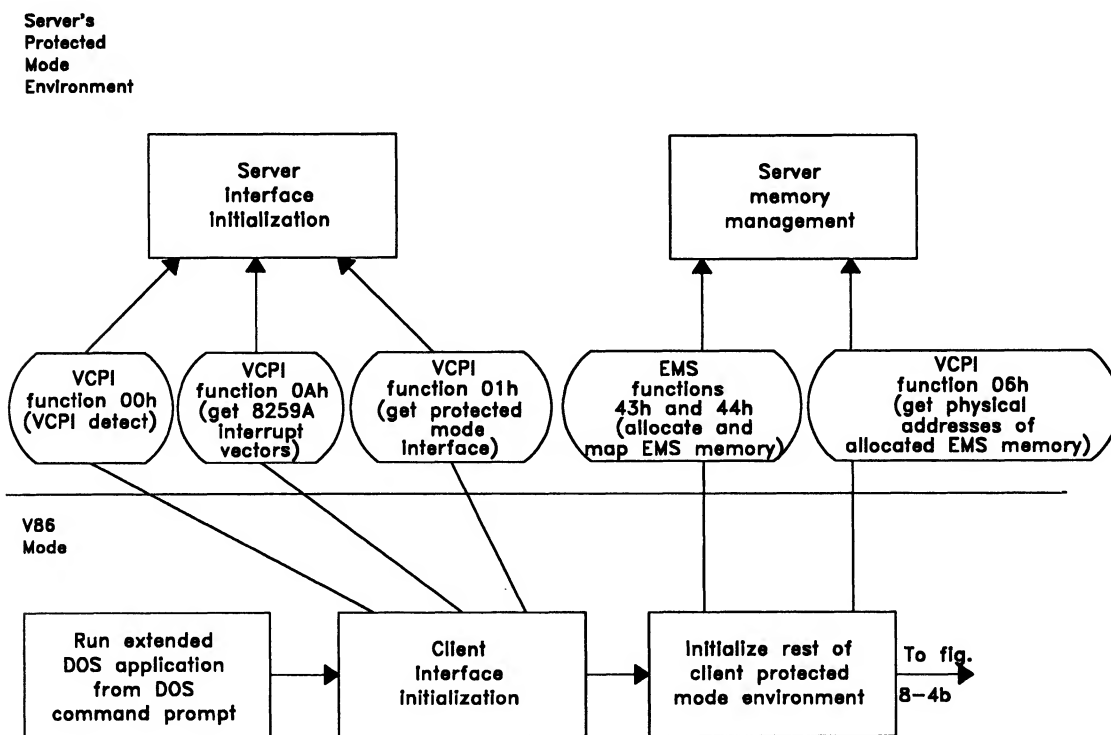 Server's
Protected
Mode
Environment
Server
interface
initialization
Server
memory
management
VCPI
function 00h
(VCPI detect)
VCPI
function 0Ah
(get 8259A
interrupt
vectors)
VCPI
function 01h
(get protected
mode
interface)
EMS
functions
43h and 44h
(allocate and
map EMS memory)
VCPI
function 06h
(get physical
addresses of
allocated EMS memory)
V86
Mode
Run extended
DOS application
from DOS
command prompt
Client
interface
initialization
Initialize rest of
client protected
mode environment
To fig.
8-4b